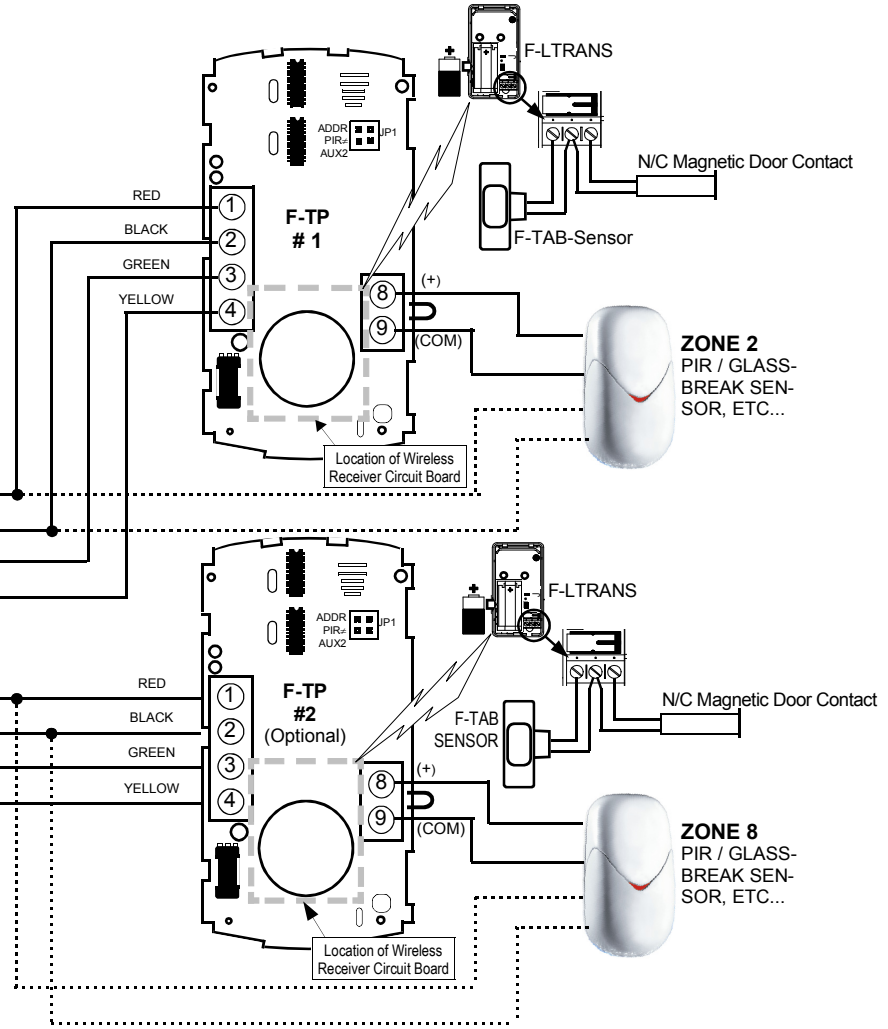 F-LTRANS
ADDR
PIR≠
AUX2
JP1
N/C Magnetic Door Contact
F-TAB-Sensor
RED
BLACK
GREEN
YELLOW
1
2
3
4
F-TP
# 1
8
9
(+)
(COM)
ZONE 2
PIR / GLASS-
BREAK SEN-
SOR, ETC...
Location of Wireless
Receiver Circuit Board
F-LTRANS
ADDR
PIR≠
AUX2
JP1
N/C Magnetic Door Contact
F-TAB
SENSOR
RED
BLACK
GREEN
YELLOW
1
2
3
4
F-TP
#2
(Optional)
8
9
(+)
(COM)
ZONE 8
PIR / GLASS-
BREAK SEN-
SOR, ETC...
Location of Wireless
Receiver Circuit Board